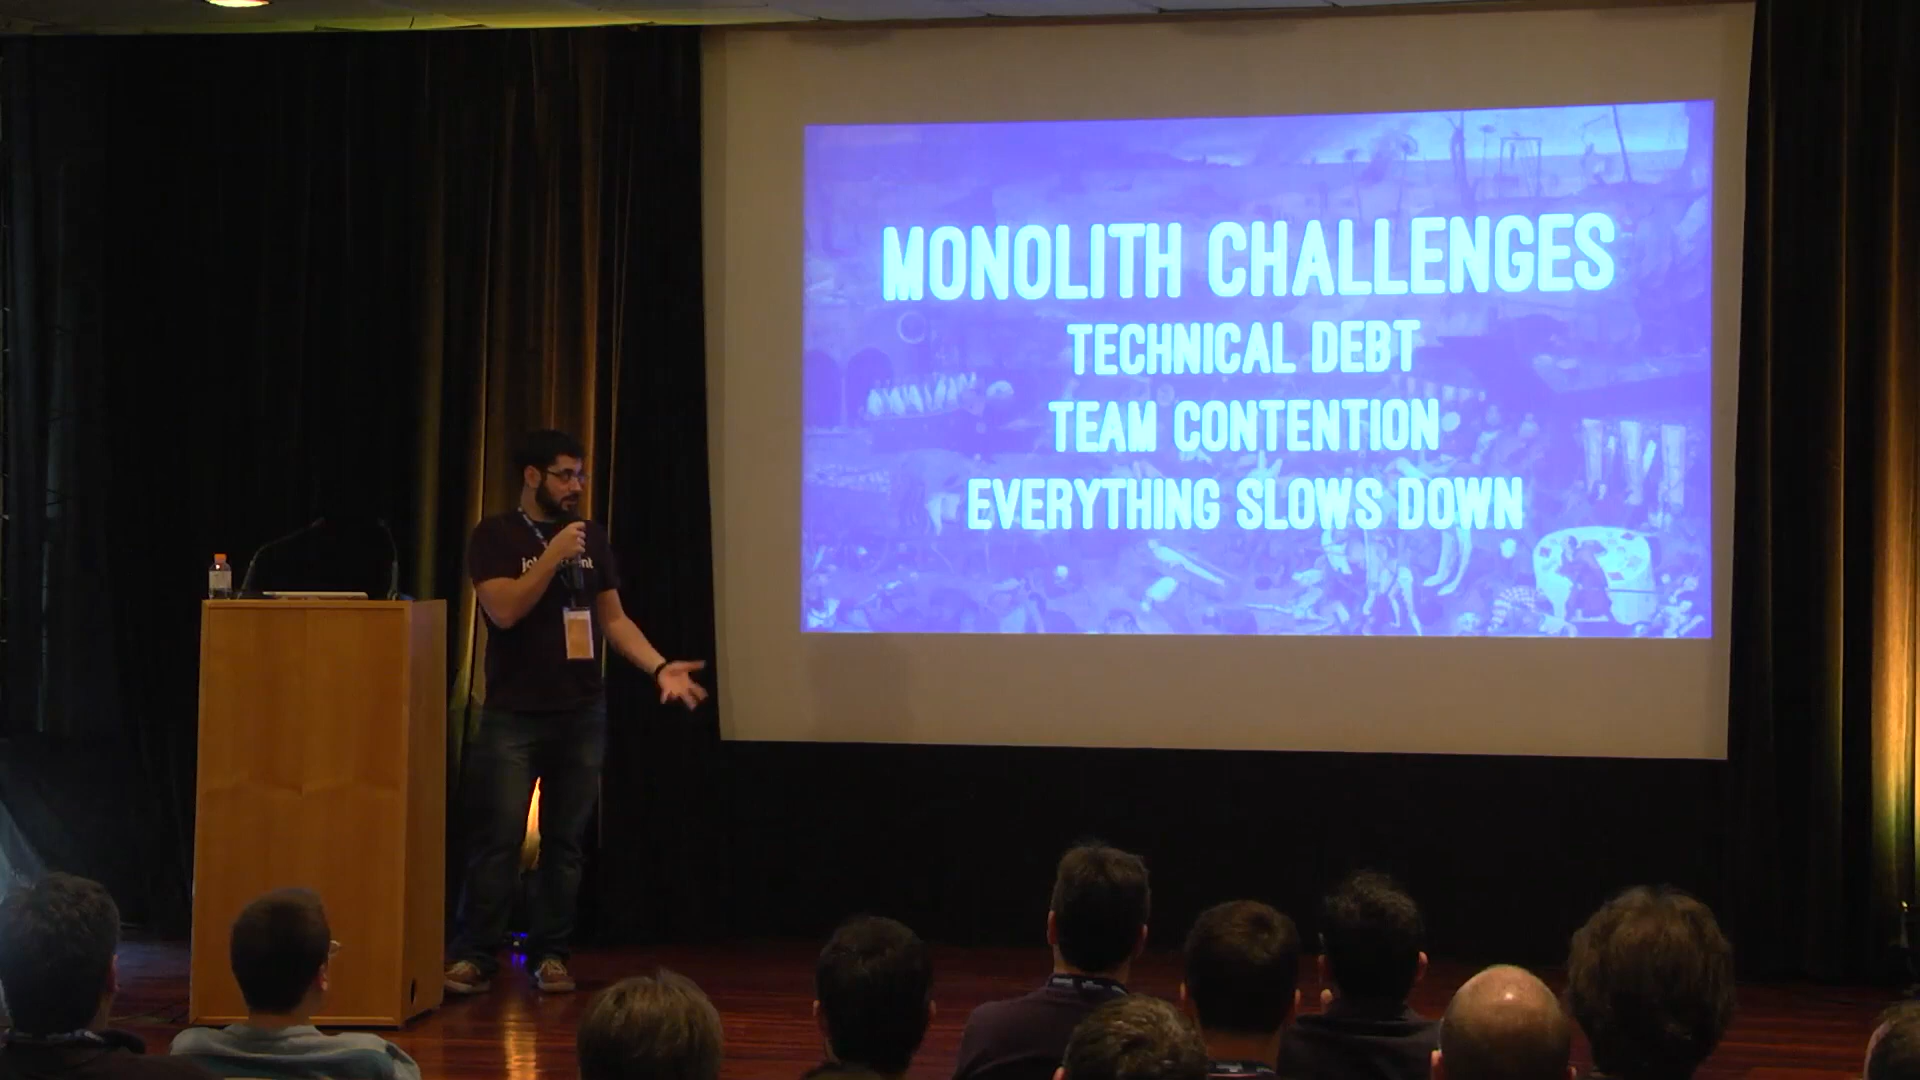 MONOLITH CHALLENGES
TECHNICAL DEBT
TEAM CONTENTION
EVERYTHING SLOWS DOWN